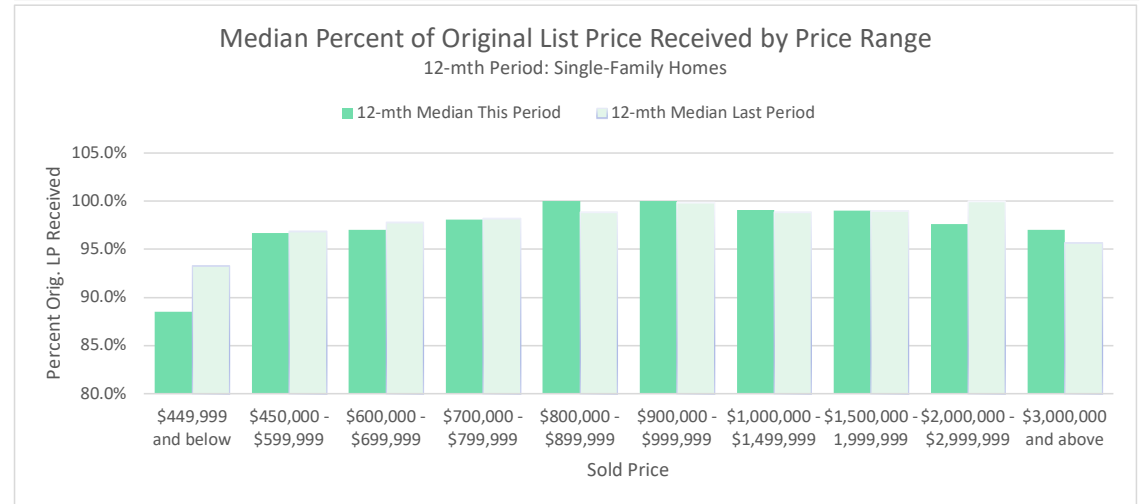 Median Percent of Original List Price Received by Price Range
12-mth Period: Single-Family Homes
12-mth Median This Period 12-mth Median Last Period
Percent Orig. LP Received
105.0%
100.0%
95.0%
90.0%
85.0%
80.0%
$449,999 $450,000 - $600,000 - $700,000 - $800,000 - $900,000 - $1,000,000 - $1,500,000 - $2,000,000 - $3,000,000
and below $599,999 $699,999 $799,999 $899,999 $999,999 $1,499,999 1,999,999 $2,999,999 and above
Sold Price